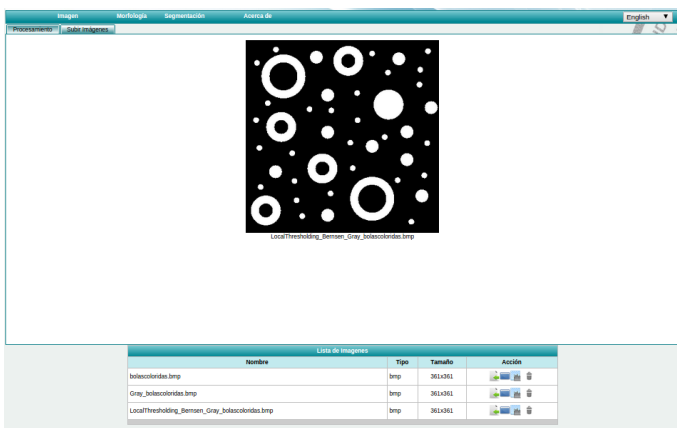 Imagen Morfología Segmentación Acerca de English
Procesamiento Subir Imágenes
LocalThresholding_Bernsen_Gray_bolascoloridas.bmp
Lista de Imagenes
Nombre Tipo Tamaño Acción
bolascoloridas.bmp bmp 361x361
Gray_bolascoloridas.bmp bmp 361x361
LocalThresholding_Bernsen_Gray_bolascoloridas.bmp bmp 361x361